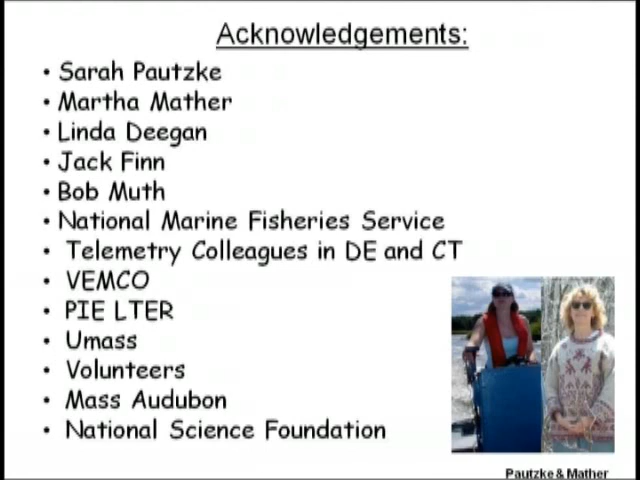 Acknowledgements:
• Sarah Pautzke
• Martha Mather
• Linda Deegan
• Jack Finn
• Bob Muth
• National Marine Fisheries Service
• Telemetry Colleagues in DE and CT
• VEMCO
• PIE LTER
• Umass
• Volunteers
• Mass Audubon
• National Science Foundation
Pautzke & Mather